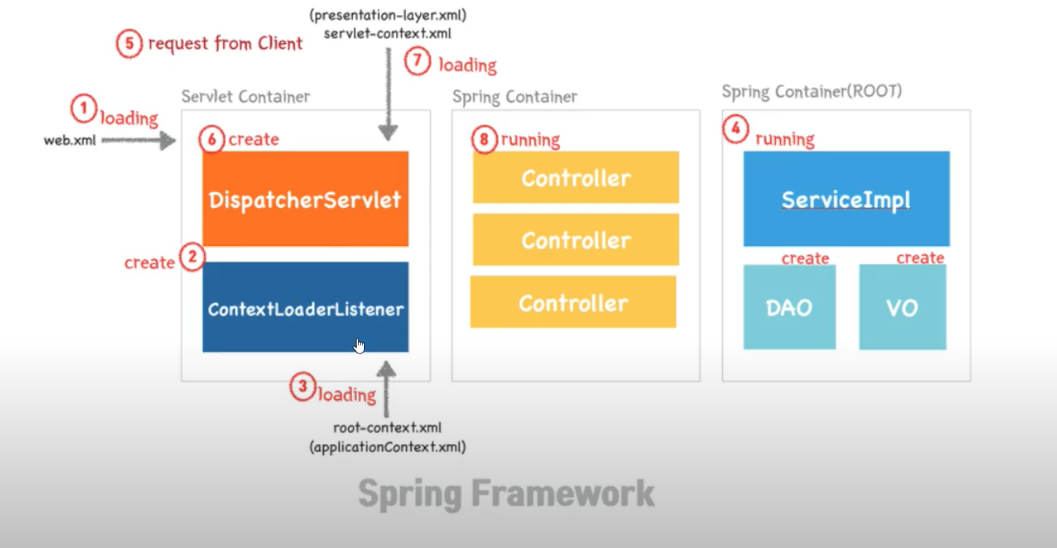 (presentation-layer.xml)
servlet-context.xml
5 request from Client
7 loading
Servlet Container
Spring Container
Spring Container(ROOT)
1 loading
web.xml
6 create
8 running
4 running
DispatcherServlet
Controller
Controller
Controller
ServiceImpl
create 2
ContextLoaderListener
create
create
DAO
VO
3 loading
root-context.xml
(applicationContext.xml)
Spring Framework